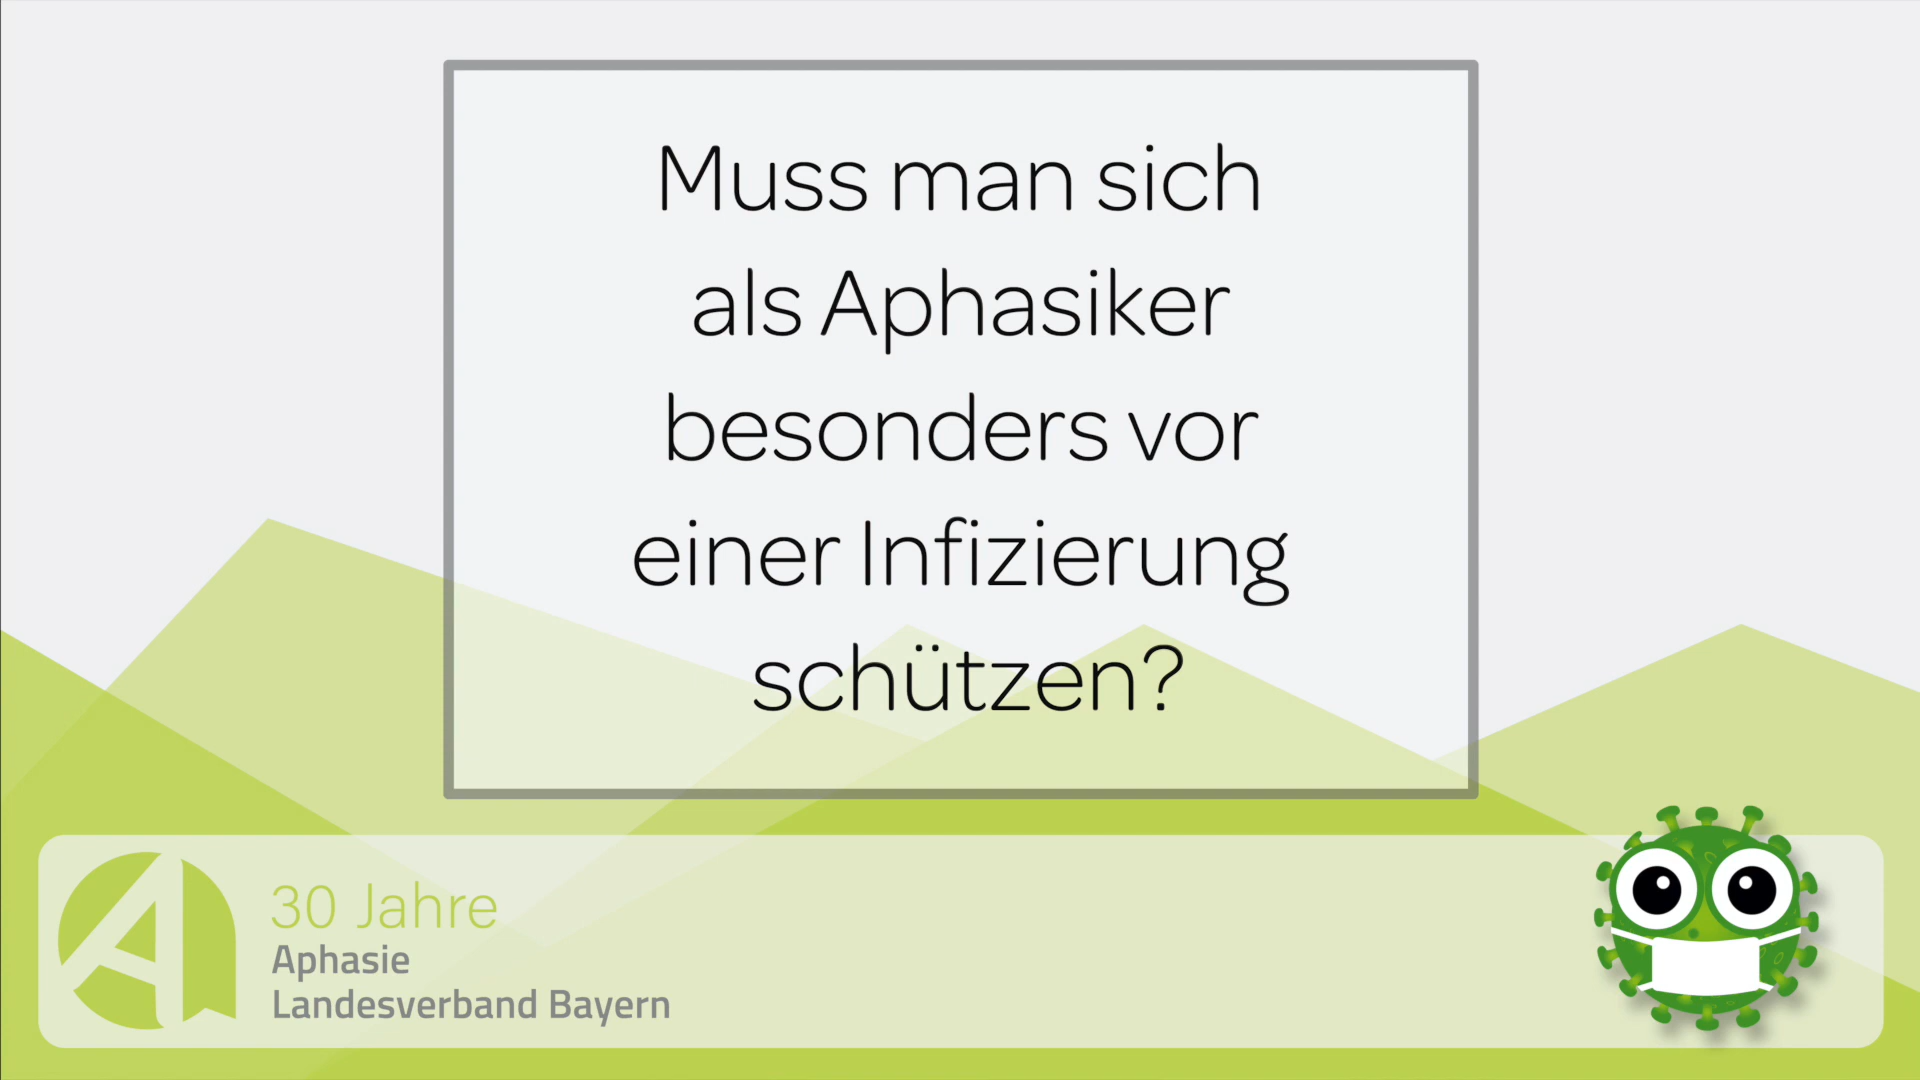 Muss man sich
als Aphasiker
besonders vor
einer Infizierung
schützen?
30 Jahre
Aphasie
Landesverband Bayern